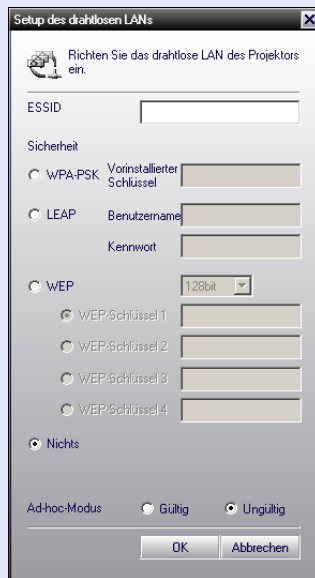 Setup des drahtlosen LANs
Richten Sie das drahtlose LAN des Projektors
ein.
ESSID
Sicherheit
WPA-PSK Vorinstallierter
Schlüssel
LEAP Benutzername
Kennwort
WEP 128bit
WEP-Schlüssel 1
WEP-Schlüssel 2
WEP-Schlüssel 3
WEP-Schlüssel 4
Nichts
Ad-hoc-Modus Gültig Ungültig
OK Abbrechen